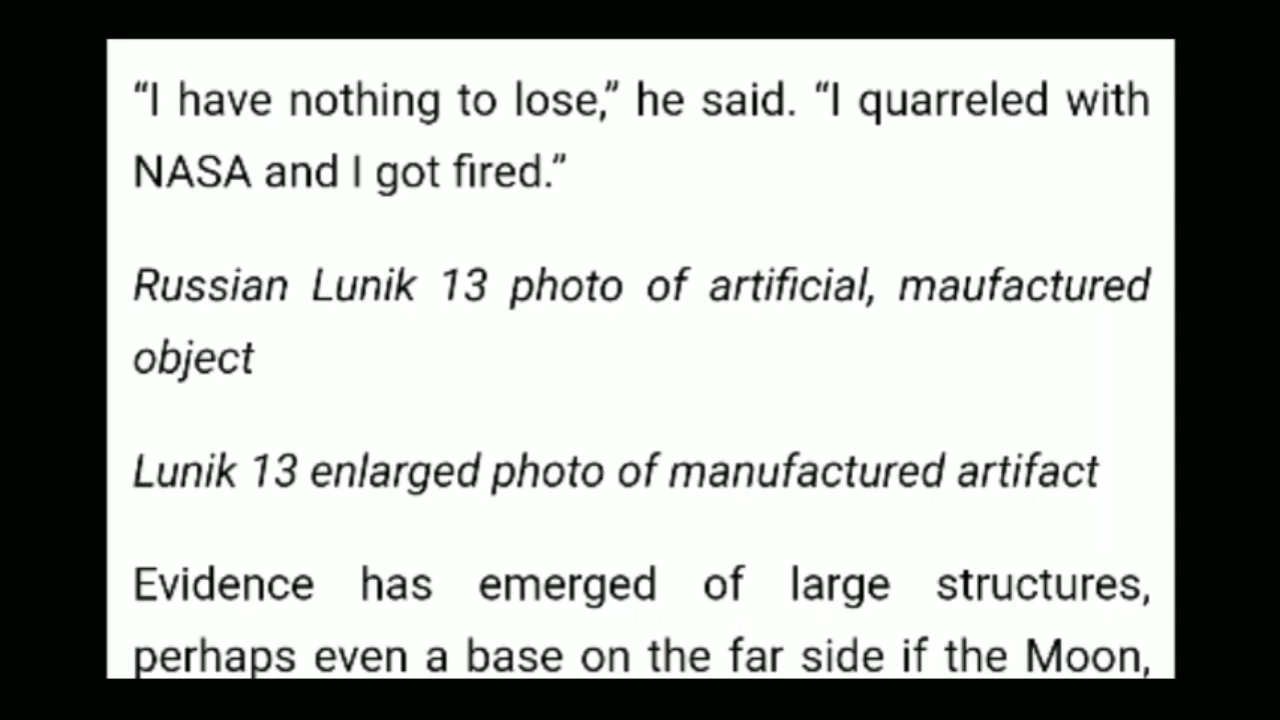 “I have nothing to lose,” he said. “I quarreled with
NASA and I got fired.”
Russian Lunik 13 photo of artificial, maufactured
object
Lunik 13 enlarged photo of manufactured artifact
Evidence has emerged of large structures,
perhaps even a base on the far side if the Moon,